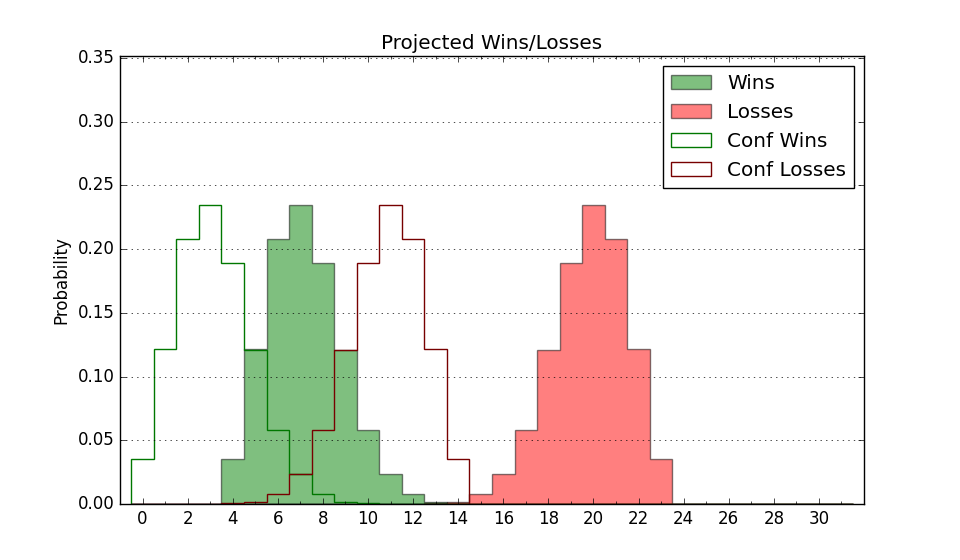 Projected Wins/Losses
0.35
0.30
0.25
0.20
0.15
0.10
0.05
0.00
Probability
Wins
Losses
Conf Wins
Conf Losses
0 2 4 6 8 10 12 14 16 18 20 22 24 26 28 30